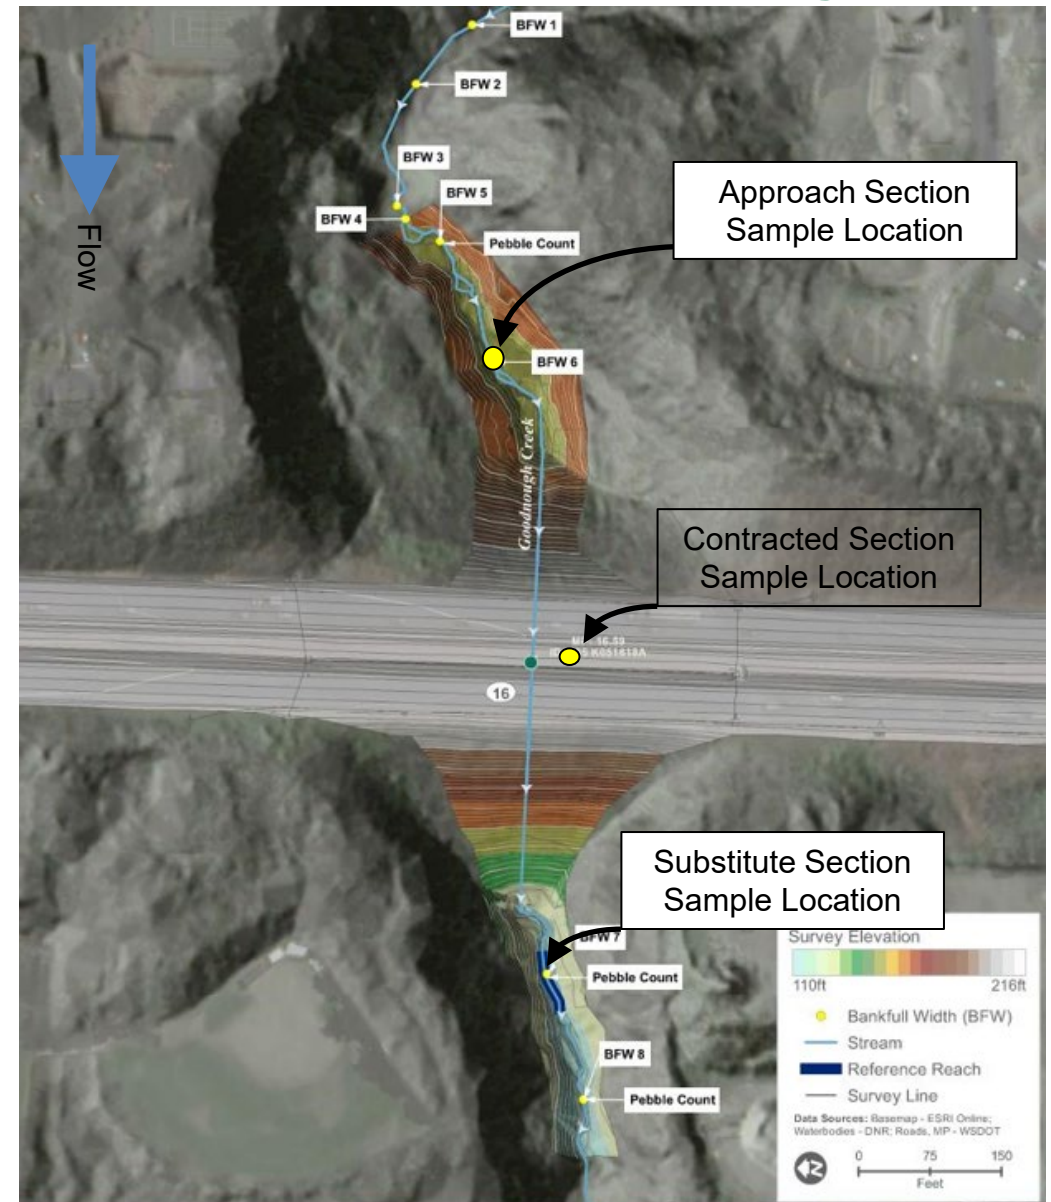 BFW 1
BFW 2
BFW 3
BFW 5
BFW 4
Pebble Count
Flow
Approach Section
Sample Location
BFW 6
Goodnough Creek
Contracted Section
Sample Location
16
Substitute Section
Sample Location
BFW 7
Pebble Count
BFW 8
Pebble Count
Survey Elevation
110ft
216ft
Bankfull Width (BFW)
Stream
Reference Reach
Survey Line
Data Sources: Basemap - ESRI Online;
Waterbodies - DNR; Roads, MP - WSDOT
N
0 75 150
Feet